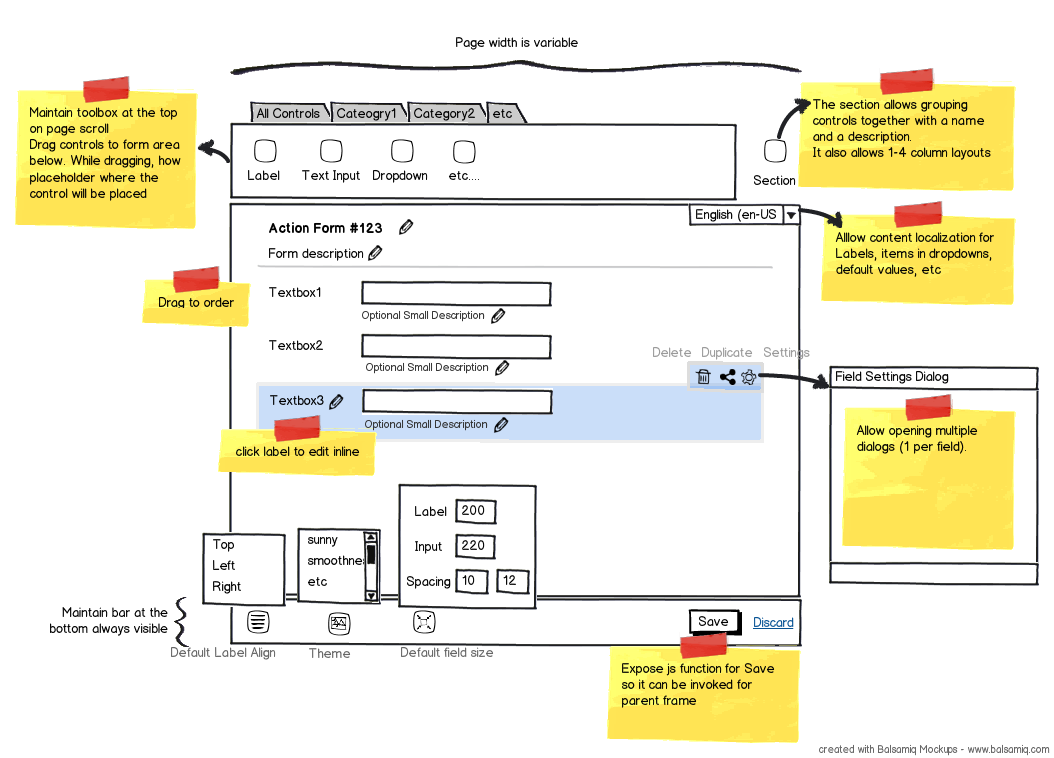 Page width is variable
Maintain toolbox at the top
on page scroll
Drag controls to form area
below. While dragging, how
placeholder where the
control will be placed
All Controls
Cateogry1
Category2
etc
Label
Text Input
Dropdown
etc....
Section
The section allows grouping
controls together with a name
and a description.
It also allows 1-4 column layouts
English (en-US
Alllow content localization for
Labels, items in dropdowns,
default values, etc
Action Form #123
Form description
Drag to order
Textbox1
Optional Small Description
Textbox2
Optional Small Description
Delete
Duplicate
Settings
Textbox3
Optional Small Description
click label to edit inline
Field Settings Dialog
Allow opening multiple
dialogs (1 per field).
Top
Left
Right
sunny
smoothne
etc
Label
200
Input
220
Spacing
10
12
Maintain bar at the
bottom always visible
Default Label Align
Theme
Default field size
Save
Discard
Expose js function for Save
so it can be invoked for
parent frame
created with Balsamiq Mockups - www.balsamiq.com